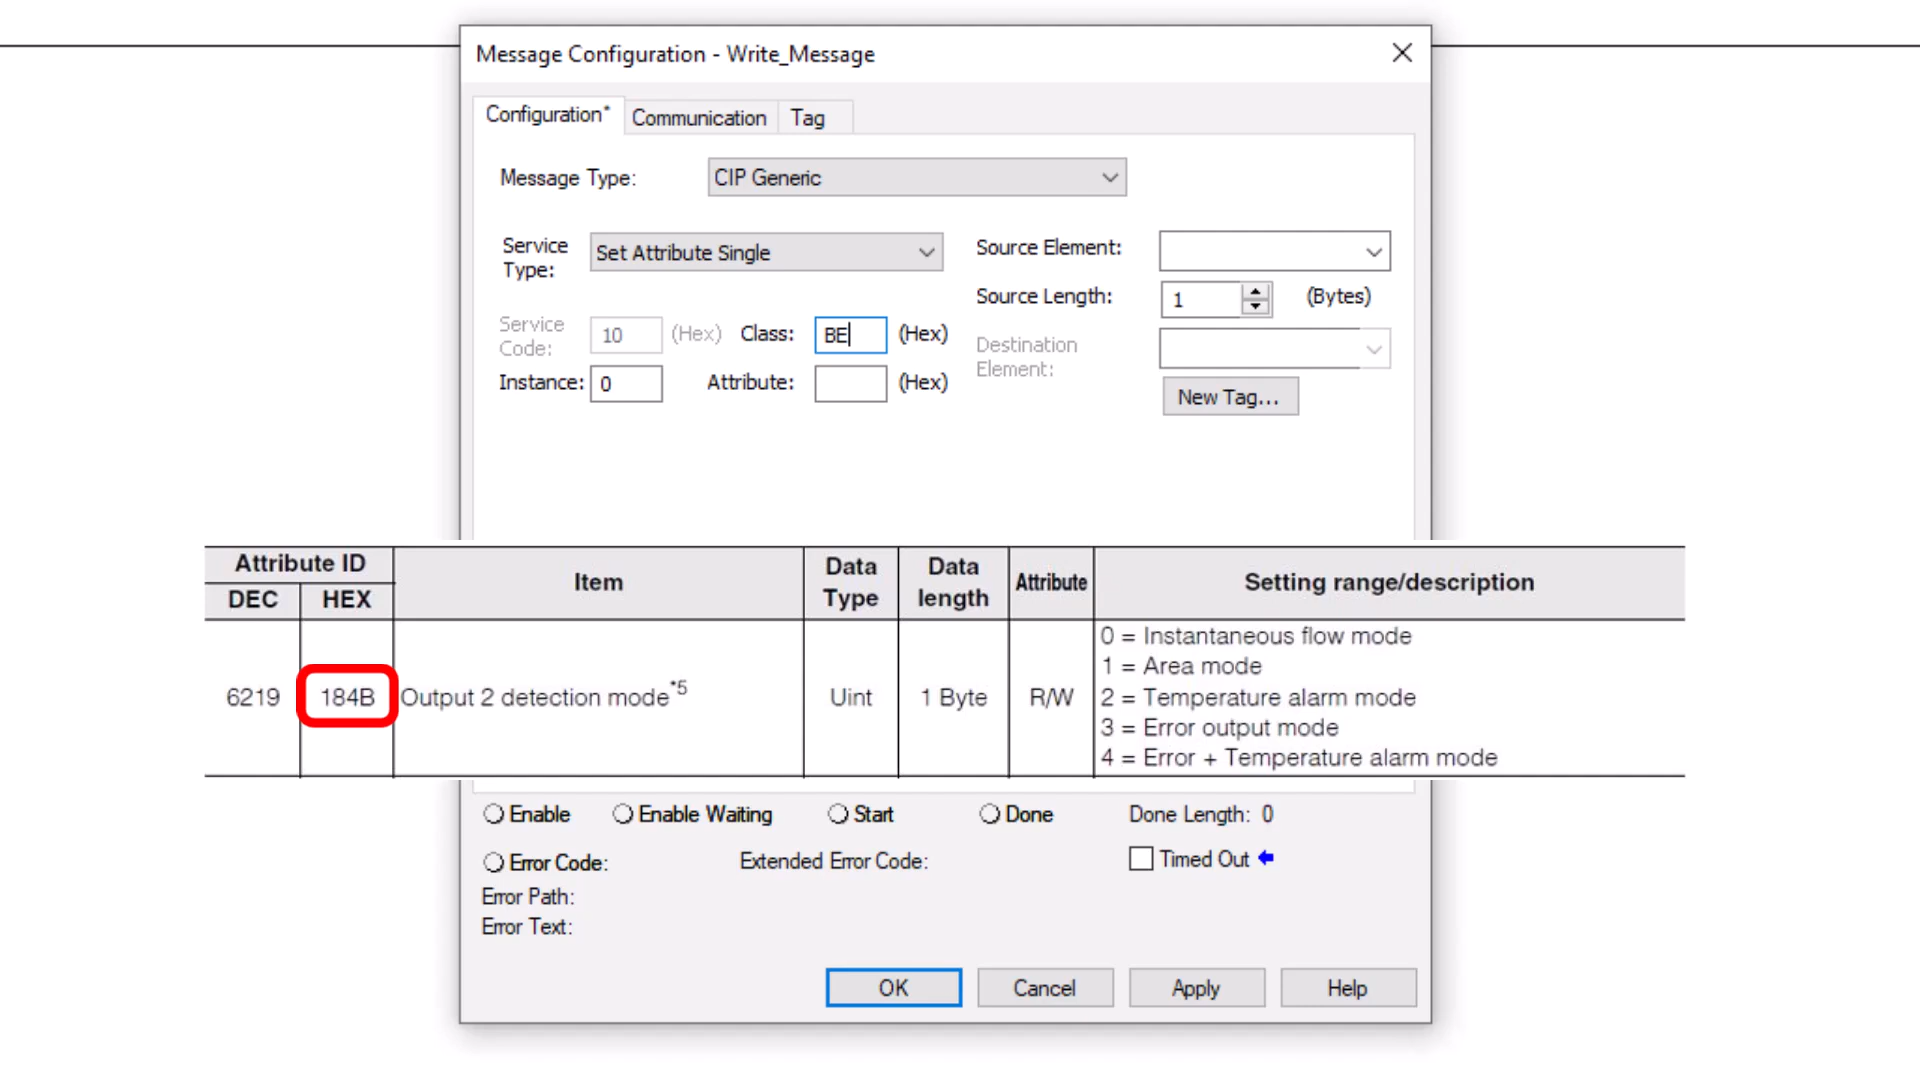 Message Configuration - Write_Message
Configuration* Communication Tag
Message Type: CIP Generic
Service Type: Set Attribute Single
Source Element:
Source Length: 1 (Bytes)
Service Code: 10 (Hex) Class: BE (Hex)
Destination Element:
Instance: 0 Attribute: (Hex)
New Tag...
Attribute ID Item Data Type Data length Attribute Setting range/description
DEC HEX
6219 184B Output 2 detection mode*5 Uint 1 Byte R/W
0 = Instantaneous flow mode
1 = Area mode
2 = Temperature alarm mode
3 = Error output mode
4 = Error + Temperature alarm mode
Enable Enable Waiting Start Done Done Length: 0
Error Code: Extended Error Code: Timed Out
Error Path:
Error Text:
OK Cancel Apply Help